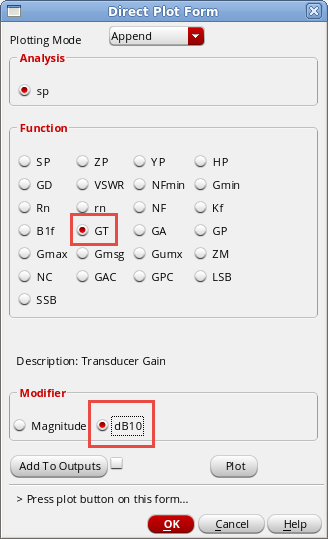 Direct Plot Form
Plotting Mode Append
Analysis
sp
Function
SP ZP YP HP
GD VSWR NFmin Gmin
Rn rn NF Kf
B1f GT GA GP
Gmax Gmsg Gumx ZM
NC GAC GPC LSB
SSB
Description: Transducer Gain
Modifier
Magnitude dB10
Add To Outputs Plot
> Press plot button on this form...
OK Cancel Help